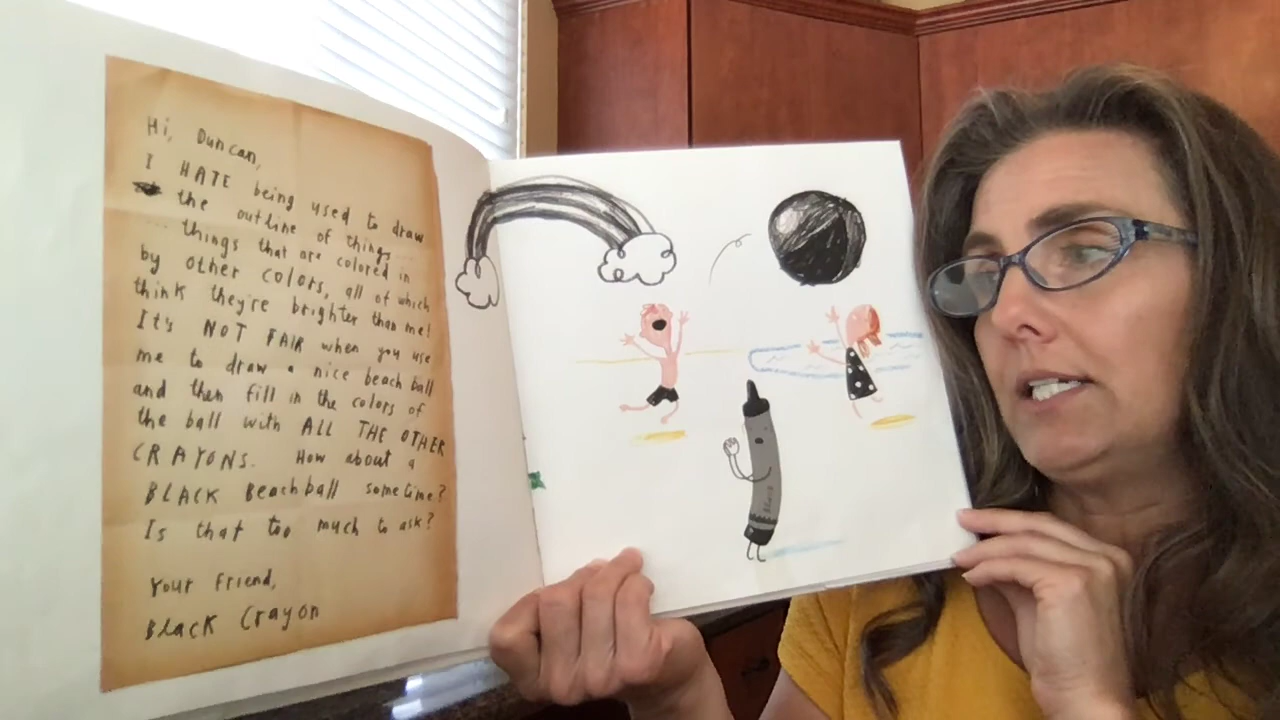 Hi, Duncan,
I HATE being used to draw
the outline of things
things that are colored in
by other colors, all of which
think they're brighter than me!
It's NOT FAIR when you use
me to draw a nice beach ball
and then fill in the colors of
the ball with ALL THE OTHER
CRAYONS. How about a
BLACK Beachball sometime?
Is that too much to ask?
Your friend,
Black Crayon
Black